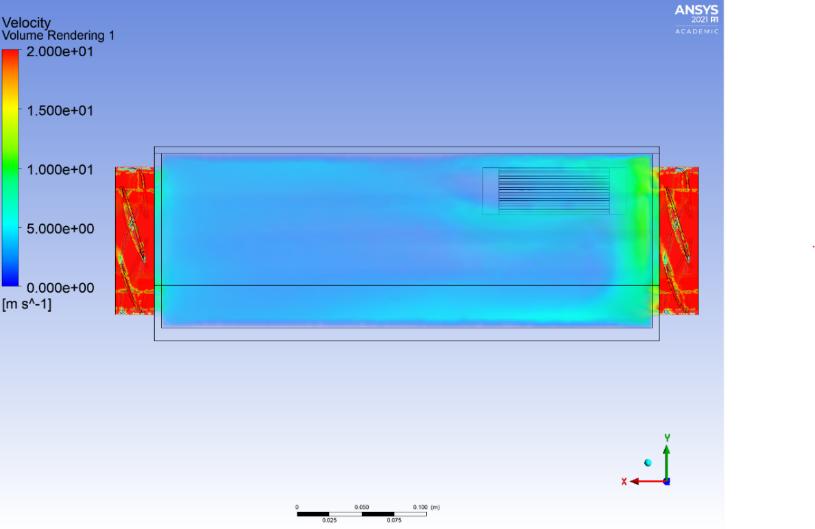 ANSYS
2021 R1
ACADEMIC
Velocity
Volume Rendering 1
2.000e+01
1.500e+01
1.000e+01
5.000e+00
0.000e+00
[m s^-1]
Y
X
0 0.050 0.100 (m)
0.025 0.075